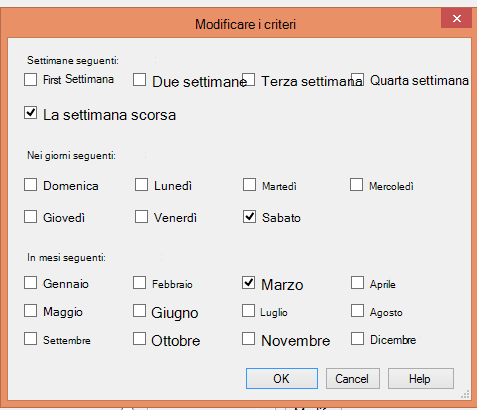 Modificare i criteri
Settimane seguenti:
First Settimana Due settimane Terza settimana Quarta settimana
La settimana scorsa
Nei giorni seguenti:
Domenica Lunedì Martedì Mercoledì
Giovedì Venerdì Sabato
In mesi seguenti:
Gennaio Febbraio Marzo Aprile
Maggio Giugno Luglio Agosto
Settembre Ottobre Novembre Dicembre
OK Cancel Help